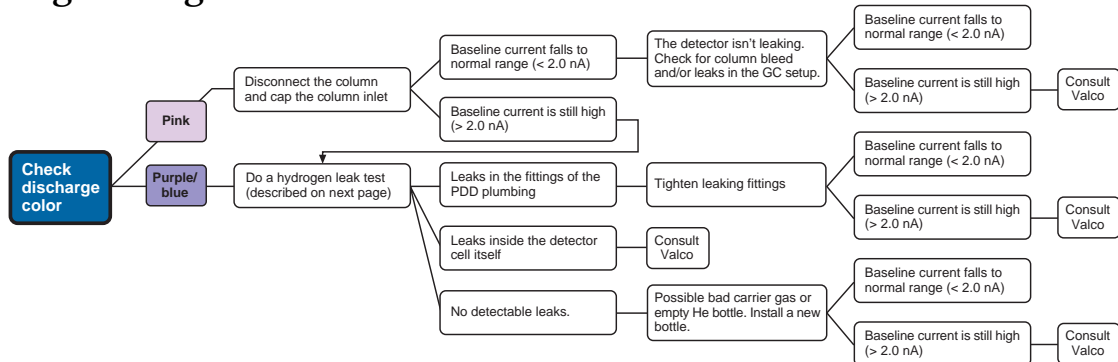 Baseline current falls to
normal range (< 2.0 nA)
The detector isn't leaking.
Check for column bleed
and/or leaks in the GC setup.
Baseline current falls to
normal range (< 2.0 nA)
Disconnect the column
and cap the column inlet
Baseline current is still high
(> 2.0 nA)
Baseline current is still high
(> 2.0 nA)
Consult
Valco
Pink
Check
discharge
color
Purple/
blue
Do a hydrogen leak test
(described on next page)
Leaks in the fittings of the
PDD plumbing
Tighten leaking fittings
Baseline current falls to
normal range (< 2.0 nA)
Baseline current is still high
(> 2.0 nA)
Consult
Valco
Leaks inside the detector
cell itself
Consult
Valco
No detectable leaks.
Possible bad carrier gas or
empty He bottle. Install a new
bottle.
Baseline current falls to
normal range (< 2.0 nA)
Baseline current is still high
(> 2.0 nA)
Consult
Valco